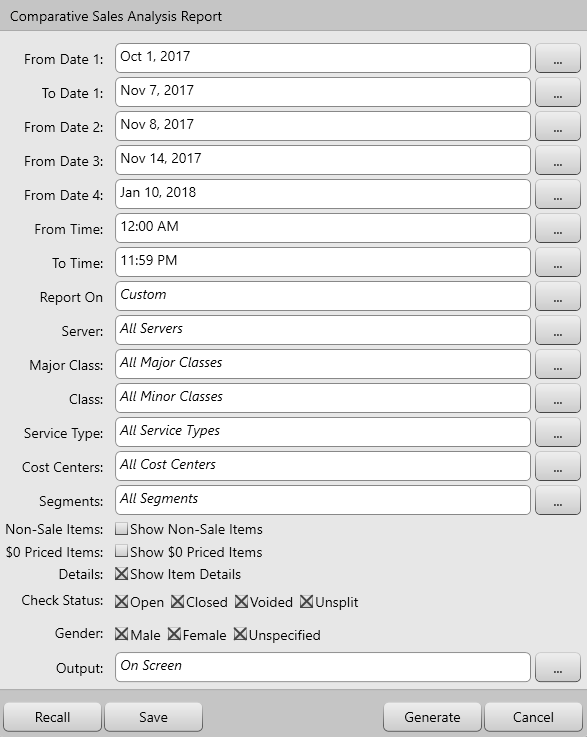 Comparative Sales Analysis Report
From Date 1: Oct 1, 2017 ...
To Date 1: Nov 7, 2017 ...
From Date 2: Nov 8, 2017 ...
From Date 3: Nov 14, 2017 ...
From Date 4: Jan 10, 2018 ...
From Time: 12:00 AM ...
To Time: 11:59 PM ...
Report On Custom ...
Server: All Servers ...
Major Class: All Major Classes ...
Class: All Minor Classes ...
Service Type: All Service Types ...
Cost Centers: All Cost Centers ...
Segments: All Segments ...
Non-Sale Items: Show Non-Sale Items
$0 Priced Items: Show $0 Priced Items
Details: Show Item Details
Check Status: Open Closed Voided Unsplit
Gender: Male Female Unspecified
Output: On Screen ...
Recall Save Generate Cancel